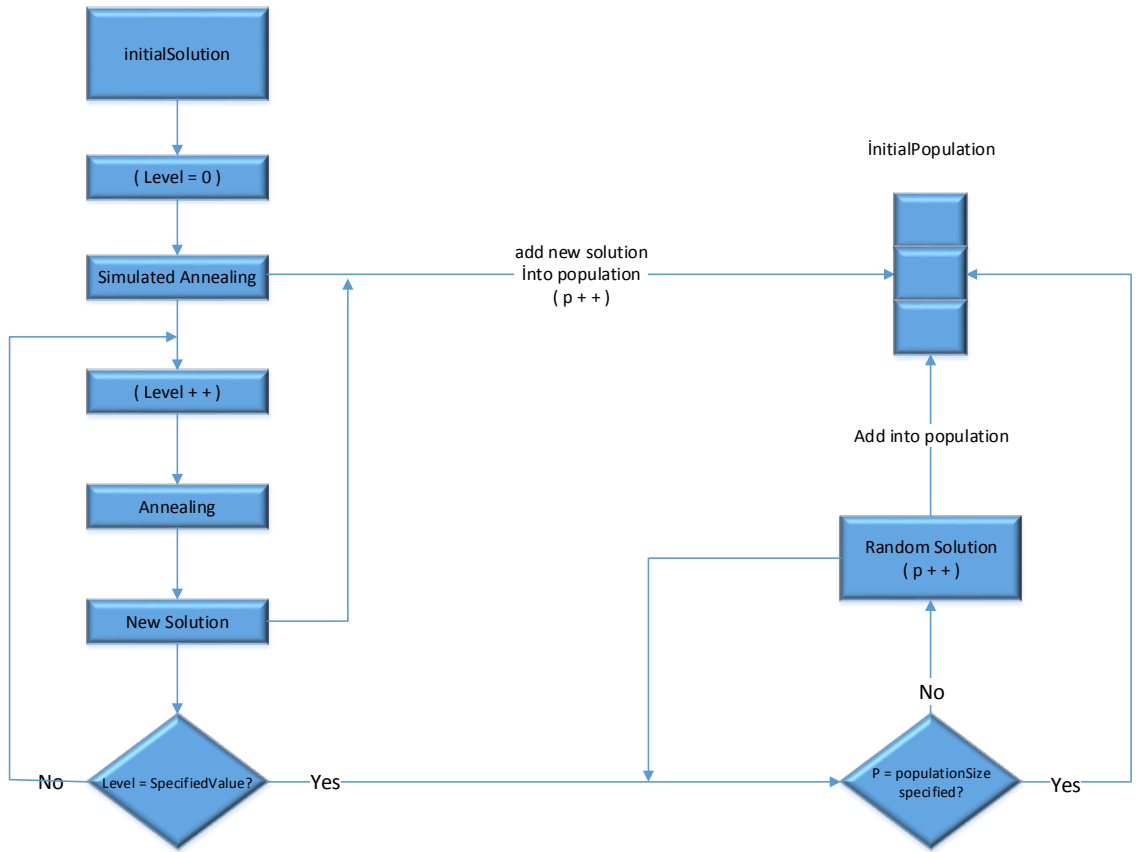 initialSolution
( Level = 0 )
Simulated Annealing
( Level + + )
Annealing
New Solution
Level = SpecifiedValue?
No
Yes
add new solution
İnto population
( p + + )
İnitialPopulation
Add into population
Random Solution
( p + + )
No
P = populationSize
specified?
Yes